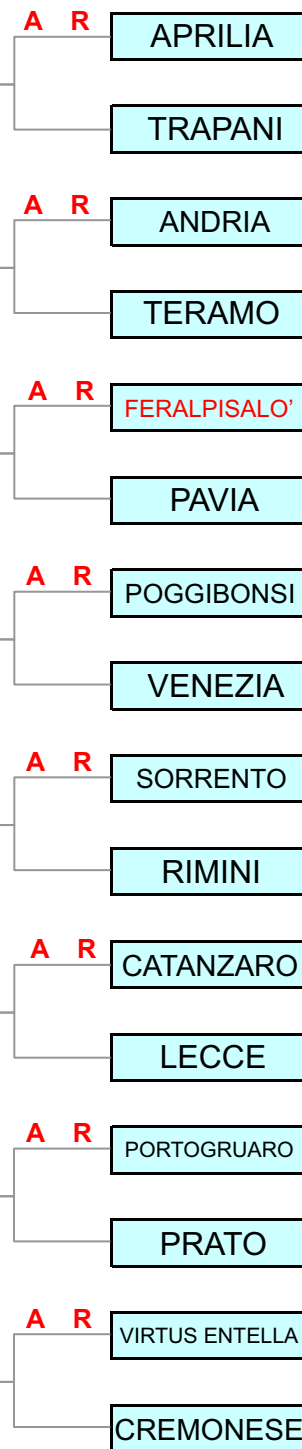 A R
APRILIA
TRAPANI
A R
ANDRIA
TERAMO
A R
FERALPISALO’
PAVIA
A R
POGGIBONSI
VENEZIA
A R
SORRENTO
RIMINI
A R
CATANZARO
LECCE
A R
PORTOGRUARO
PRATO
A R
VIRTUS ENTELLA
CREMONESE